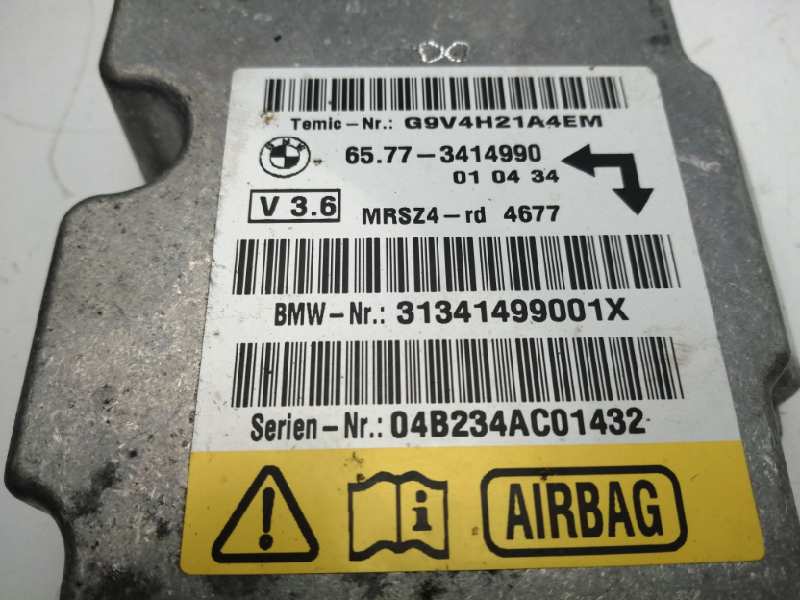 Temic-Nr.: G9V4H21A4EM
BMW
65.77-3414990
01 04 34
V 3.6
MRSZ4-rd 4677
BMW-Nr.: 31341499001X
Serien-Nr.: 04B234AC01432
! i AIRBAG